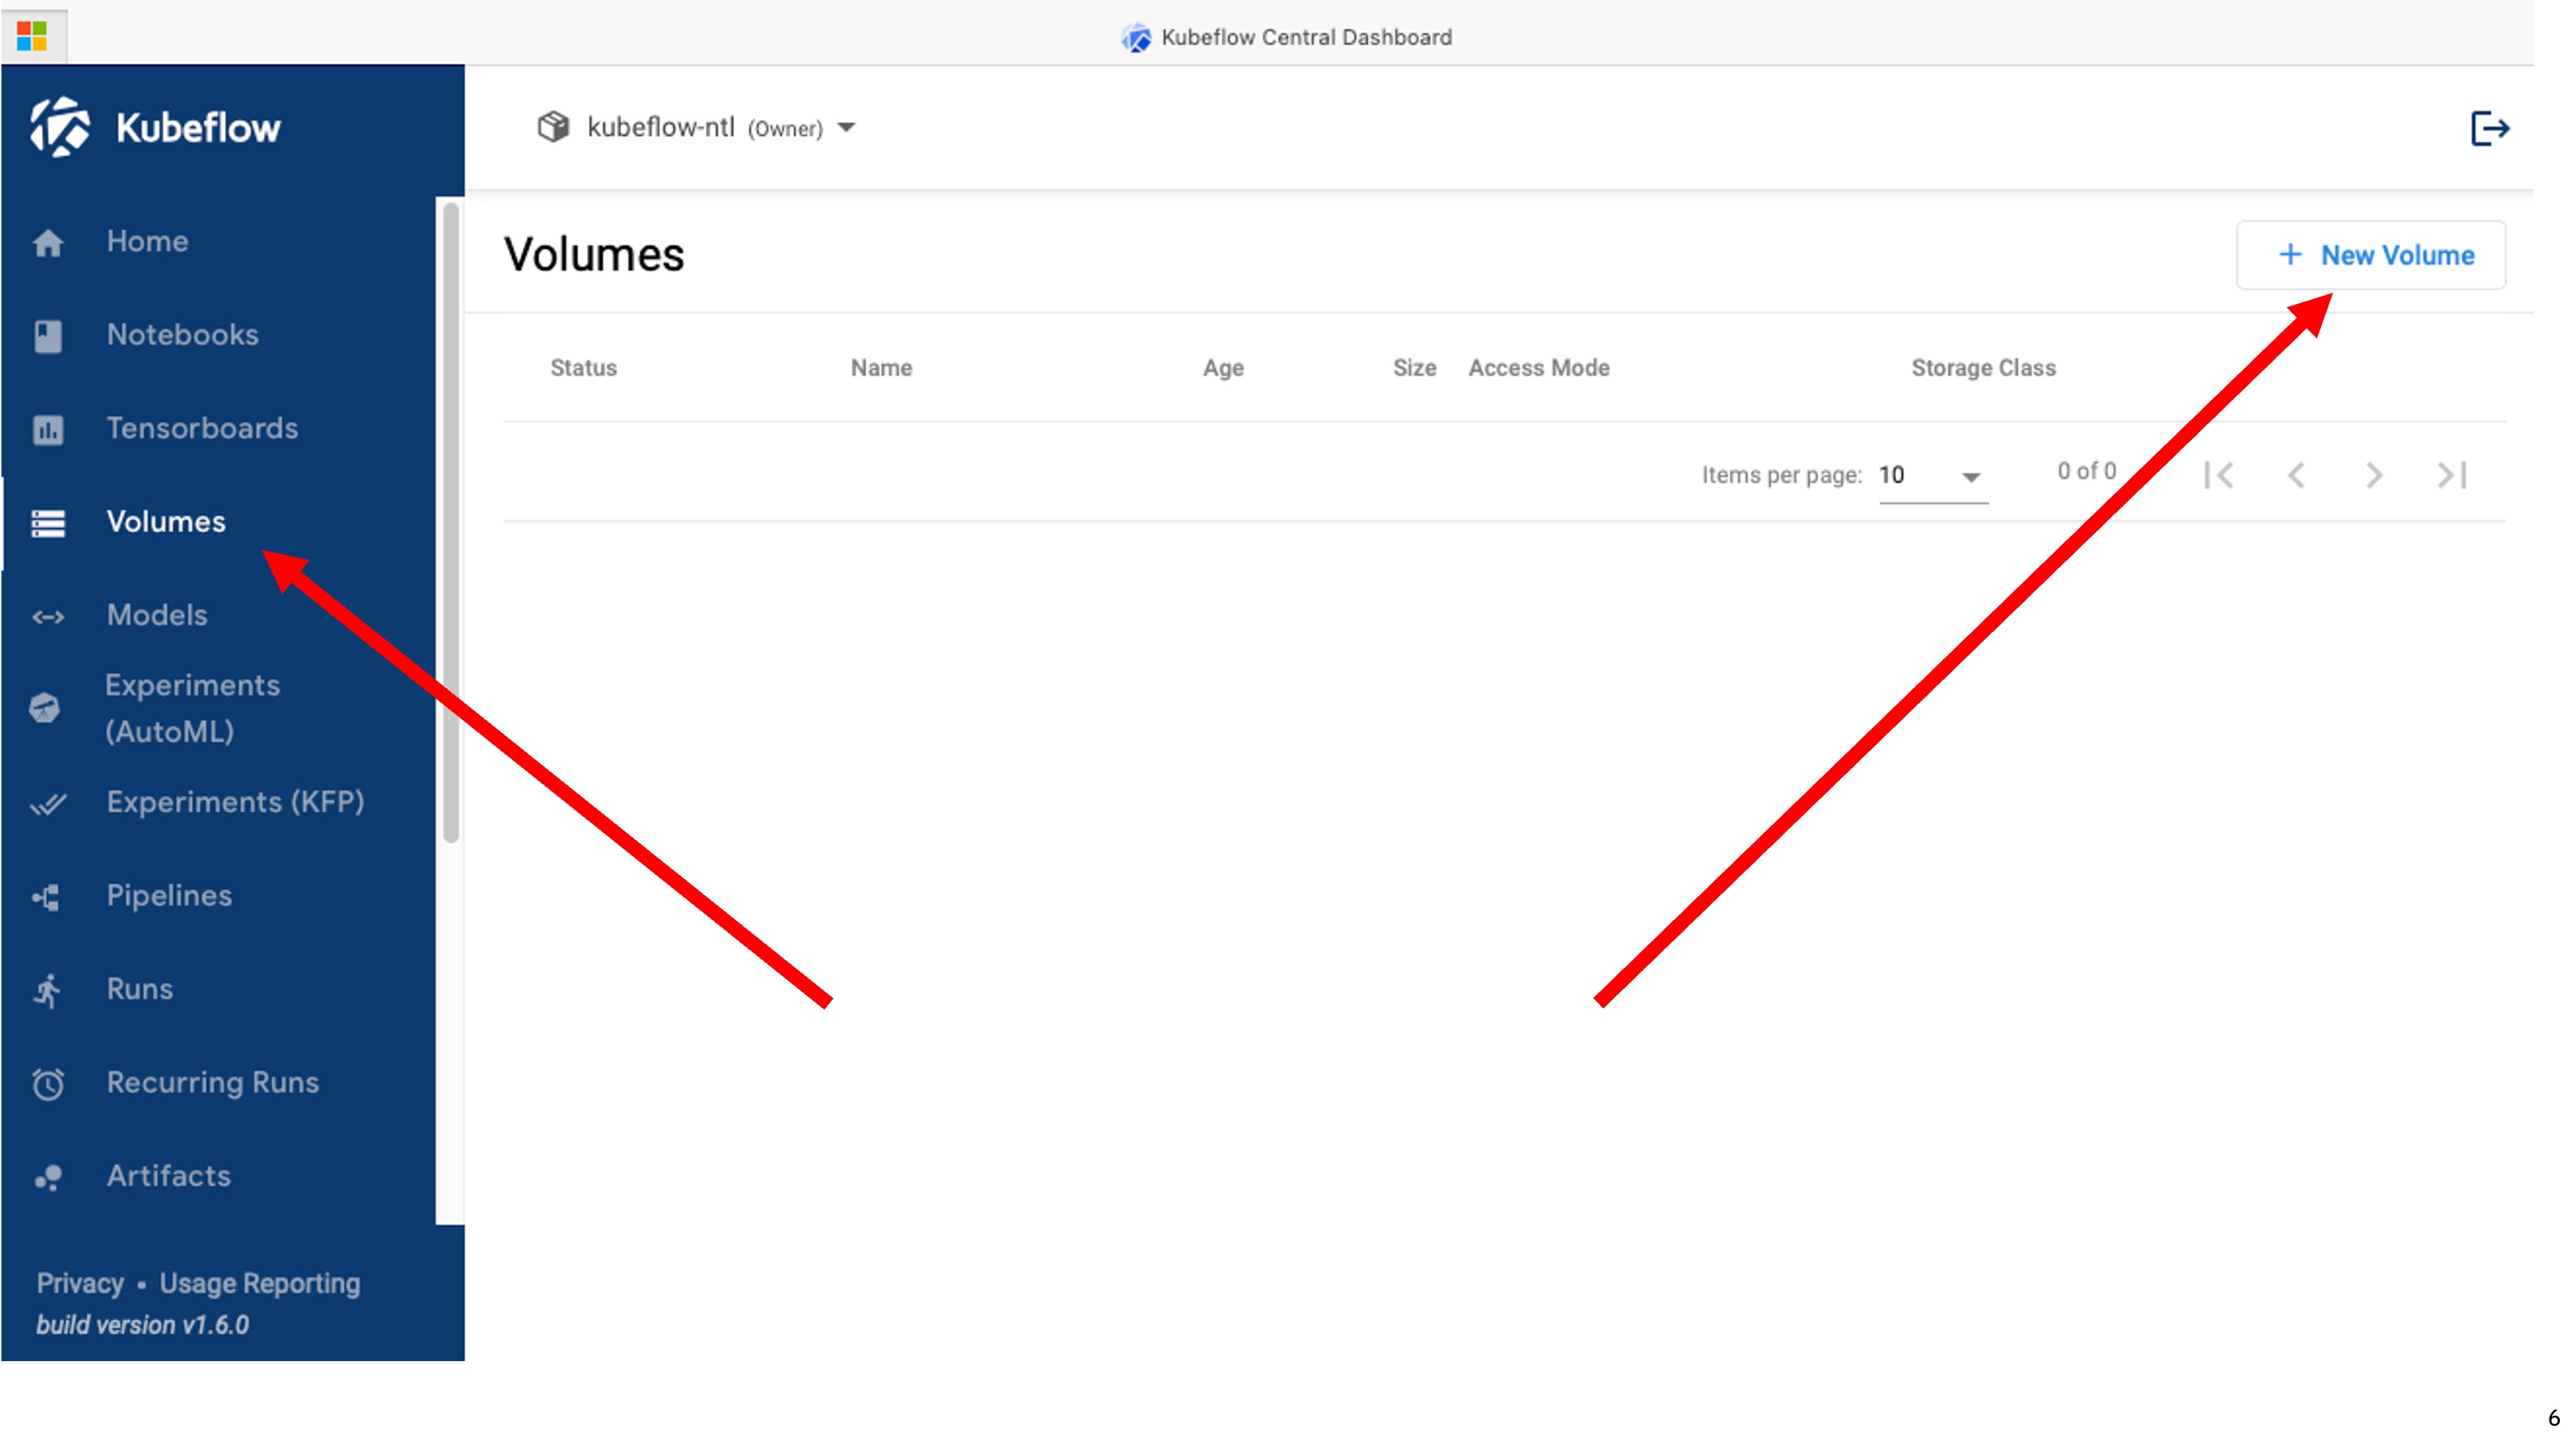 Kubeflow Central Dashboard
Kubeflow
kubeflow-ntl (Owner)
Home
Notebooks
Tensorboards
Volumes
Models
Experiments
(AutoML)
Experiments (KFP)
Pipelines
Runs
Recurring Runs
Artifacts
Privacy • Usage Reporting
build version v1.6.0
Volumes
+ New Volume
Status Name Age Size Access Mode Storage Class
Items per page: 10 0 of 0
6